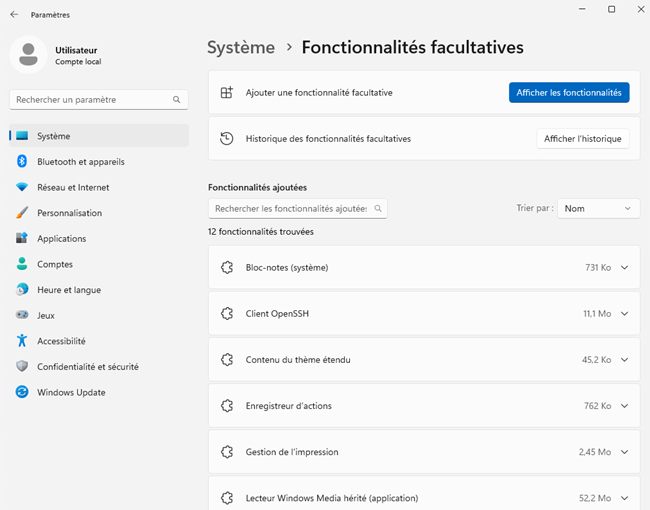 Paramètres
Utilisateur
Compte local
Rechercher un paramètre
Système
Bluetooth et appareils
Réseau et Internet
Personnalisation
Applications
Comptes
Heure et langue
Jeux
Accessibilité
Confidentialité et sécurité
Windows Update
Système > Fonctionnalités facultatives
Ajouter une fonctionnalité facultative
Afficher les fonctionnalités
Historique des fonctionnalités facultatives
Afficher l'historique
Fonctionnalités ajoutées
Rechercher les fonctionnalités ajoutées
Trier par : Nom
12 fonctionnalités trouvées
Bloc-notes (système) 731 Ko
Client OpenSSH 11,1 Mo
Contenu du thème étendu 45,2 Ko
Enregistreur d'actions 762 Ko
Gestion de l'impression 2,45 Mo
Lecteur Windows Media hérité (application) 52,2 Mo